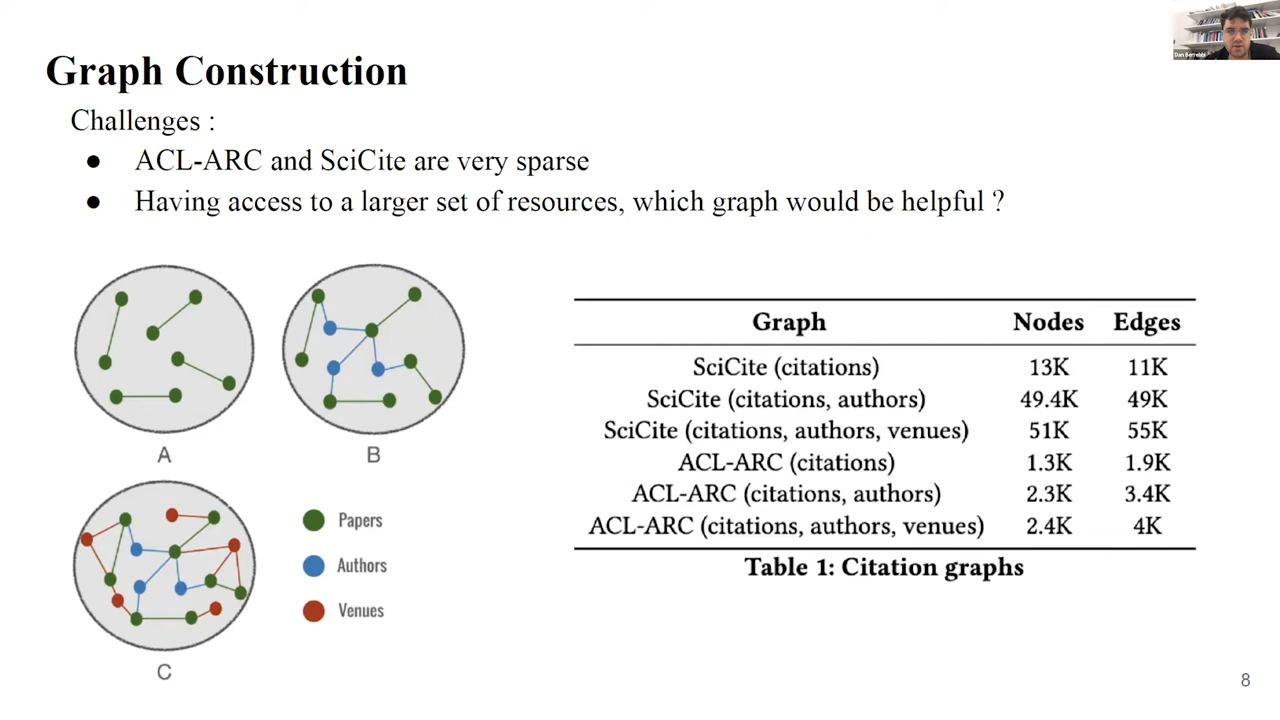 Dan Berrebbi
Graph Construction
Challenges :
● ACL-ARC and SciCite are very sparse
● Having access to a larger set of resources, which graph would be helpful ?
A
B
C
Papers
Authors
Venues
Graph Nodes Edges
SciCite (citations) 13K 11K
SciCite (citations, authors) 49.4K 49K
SciCite (citations, authors, venues) 51K 55K
ACL-ARC (citations) 1.3K 1.9K
ACL-ARC (citations, authors) 2.3K 3.4K
ACL-ARC (citations, authors, venues) 2.4K 4K
Table 1: Citation graphs
8